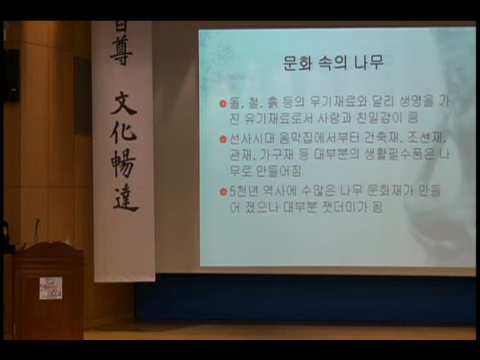 自尊
文化暢達
문화 속의 나무
돌, 철, 흙 등의 무기재료와 달리 생명을 가
진 유기재료로서 사람과 친밀감이 큼
선사시대 움막집에서부터 건축재, 조선재,
관재, 가구재 등 대부분의 생활필수품은 나
무로 만들어짐
5천년 역사에 수많은 나무 문화재가 만들
어 졌으나 대부분 잿더미가 됨